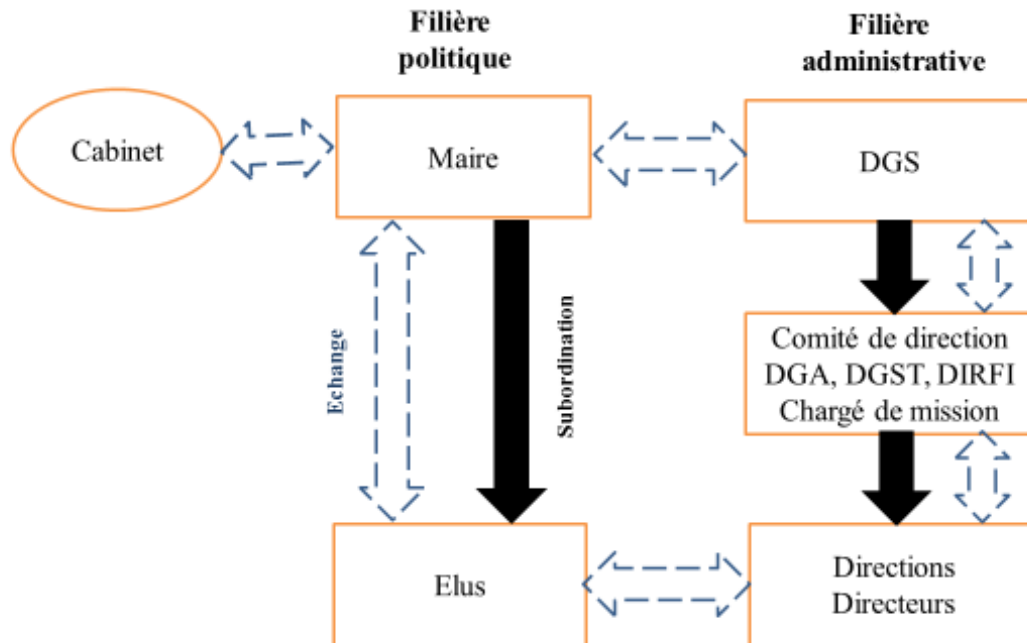 Filière
politique
Filière
administrative
Cabinet
Maire
DGS
Echange
Subordination
Comité de direction
DGA, DGST, DIRFI
Chargé de mission
Elus
Directions
Directeurs